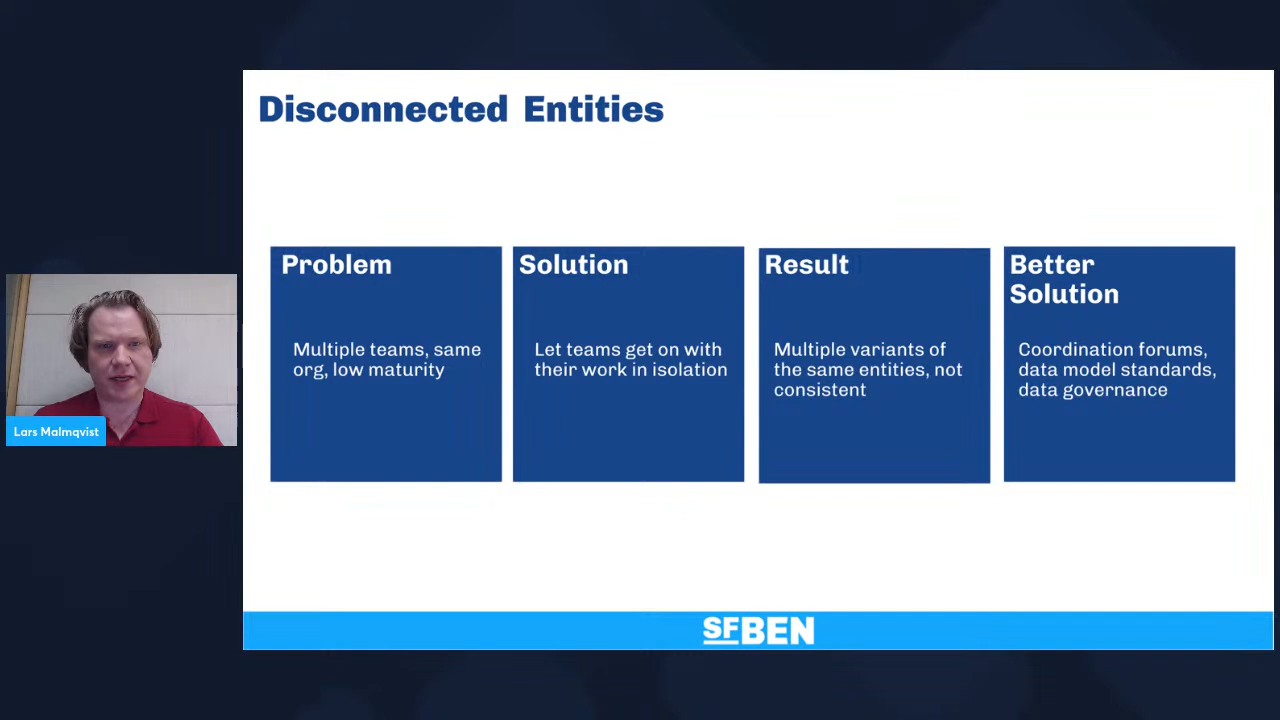 Disconnected Entities
Problem
Multiple teams, same
org, low maturity
Solution
Let teams get on with
their work in isolation
Result
Multiple variants of
the same entities, not
consistent
Better
Solution
Coordination forums,
data model standards,
data governance
Lars Malmqvist
SFBEN